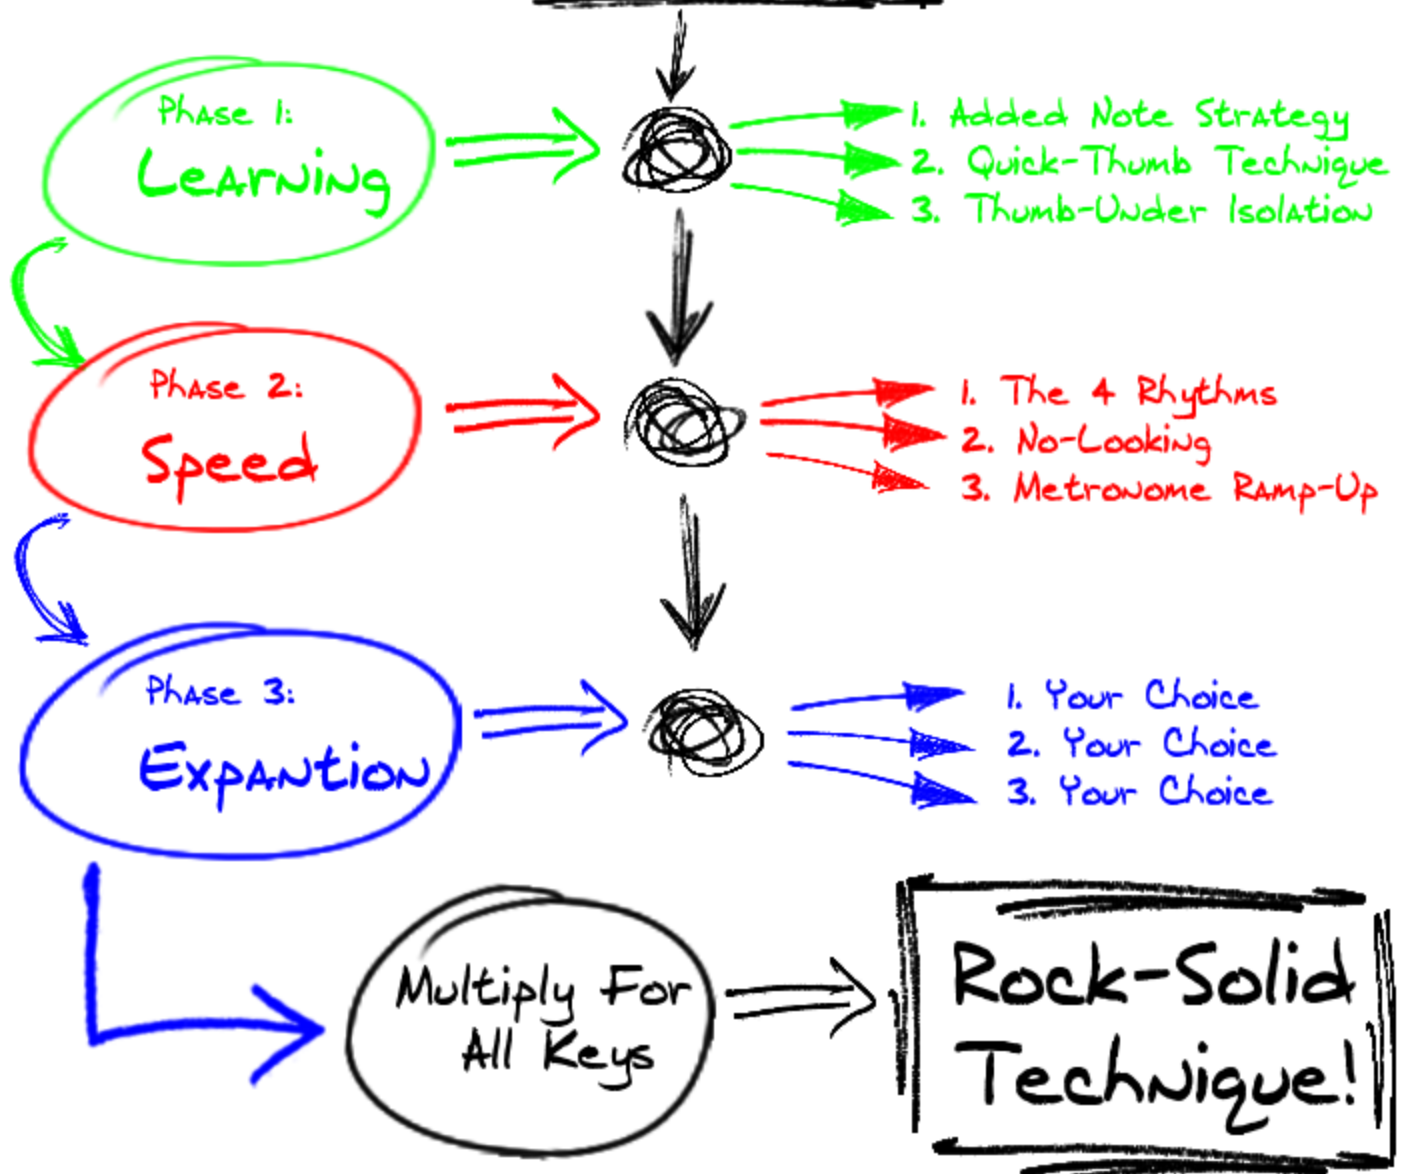 Phase 1:
Learning
1. Added Note Strategy
2. Quick-Thumb Technique
3. Thumb-Under Isolation
Phase 2:
Speed
1. The 4 Rhythms
2. No-Looking
3. Metronome Ramp-Up
Phase 3:
Expantion
1. Your Choice
2. Your Choice
3. Your Choice
Multiply For
All Keys
Rock-Solid
Technique!